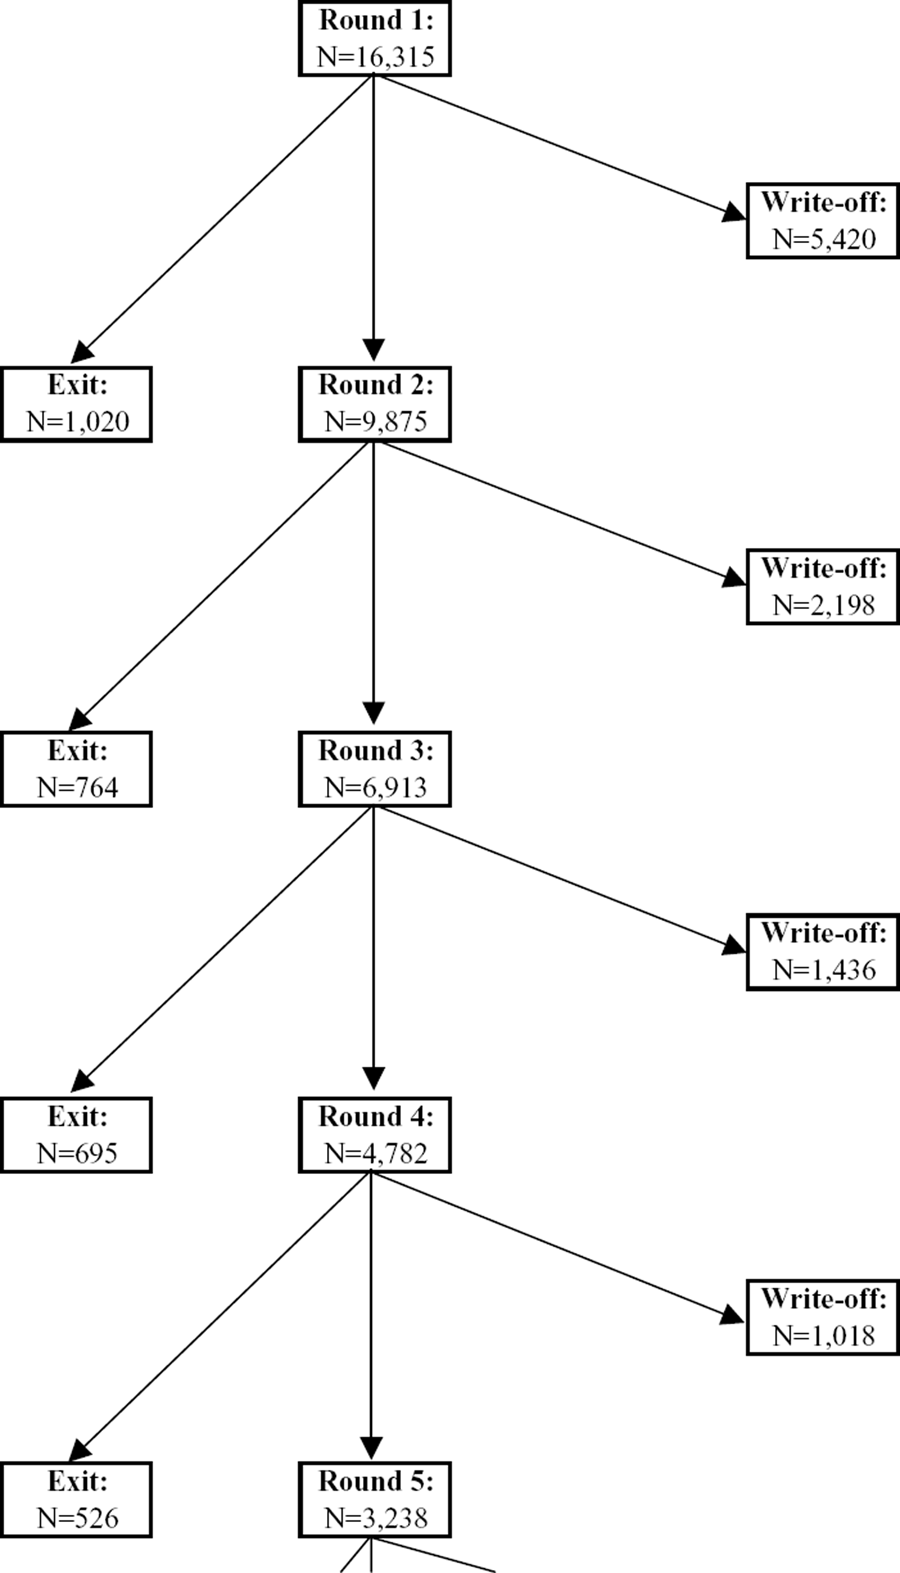 Round 1:
N=16,315
Write-off:
N=5,420
Exit:
N=1,020
Round 2:
N=9,875
Write-off:
N=2,198
Exit:
N=764
Round 3:
N=6,913
Write-off:
N=1,436
Exit:
N=695
Round 4:
N=4,782
Write-off:
N=1,018
Exit:
N=526
Round 5:
N=3,238